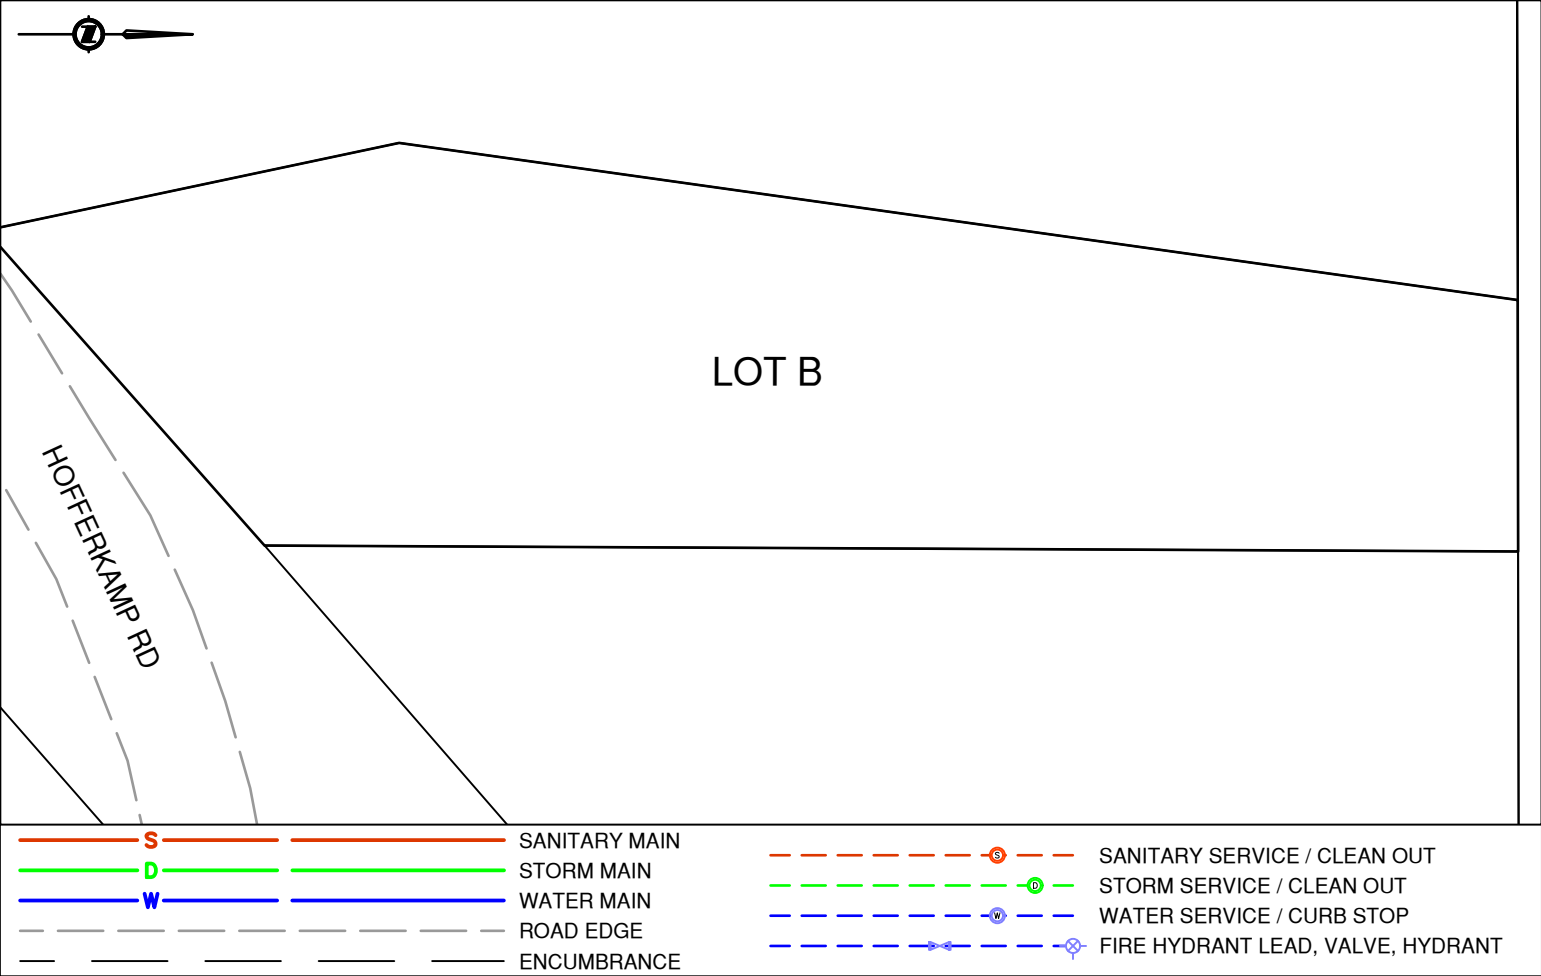 Z
LOT B
HOFFERKAMP RD
S SANITARY MAIN
D STORM MAIN
W WATER MAIN
ROAD EDGE
ENCUMBRANCE
S SANITARY SERVICE / CLEAN OUT
D STORM SERVICE / CLEAN OUT
W WATER SERVICE / CURB STOP
FIRE HYDRANT LEAD, VALVE, HYDRANT